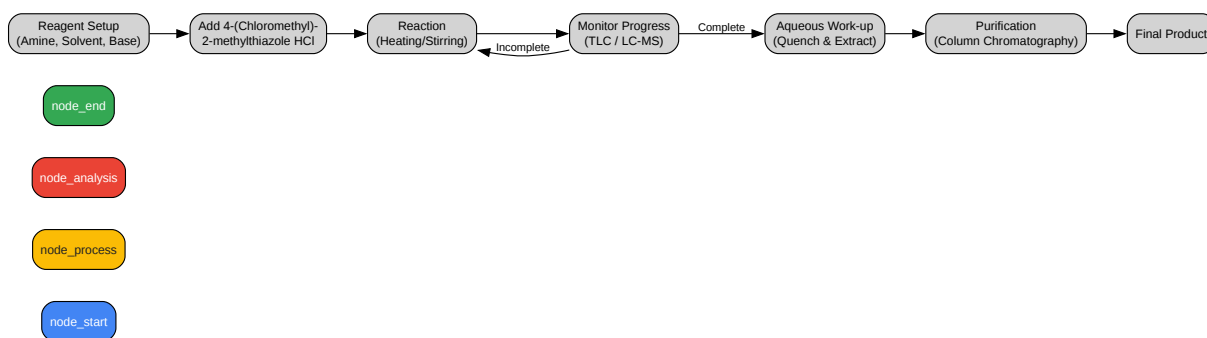 Reagent Setup
(Amine, Solvent, Base)
Add 4-(Chloromethyl)-
2-methylthiazole HCl
Reaction
(Heating/Stirring)
Incomplete
Monitor Progress
(TLC / LC-MS)
Complete
Aqueous Work-up
(Quench & Extract)
Purification
(Column Chromatography)
Final Product
node_end
node_analysis
node_process
node_start